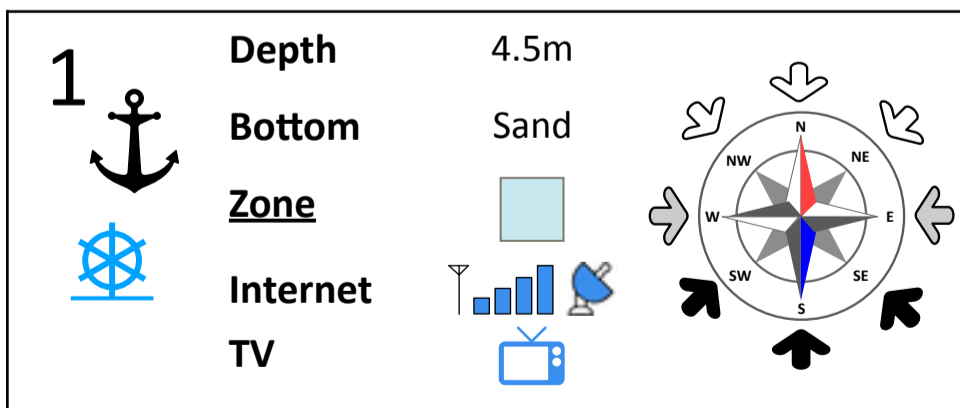 1
Depth 4.5m
Bottom Sand
Zone
Internet
TV
N
NW NE
W E
SW SE
S